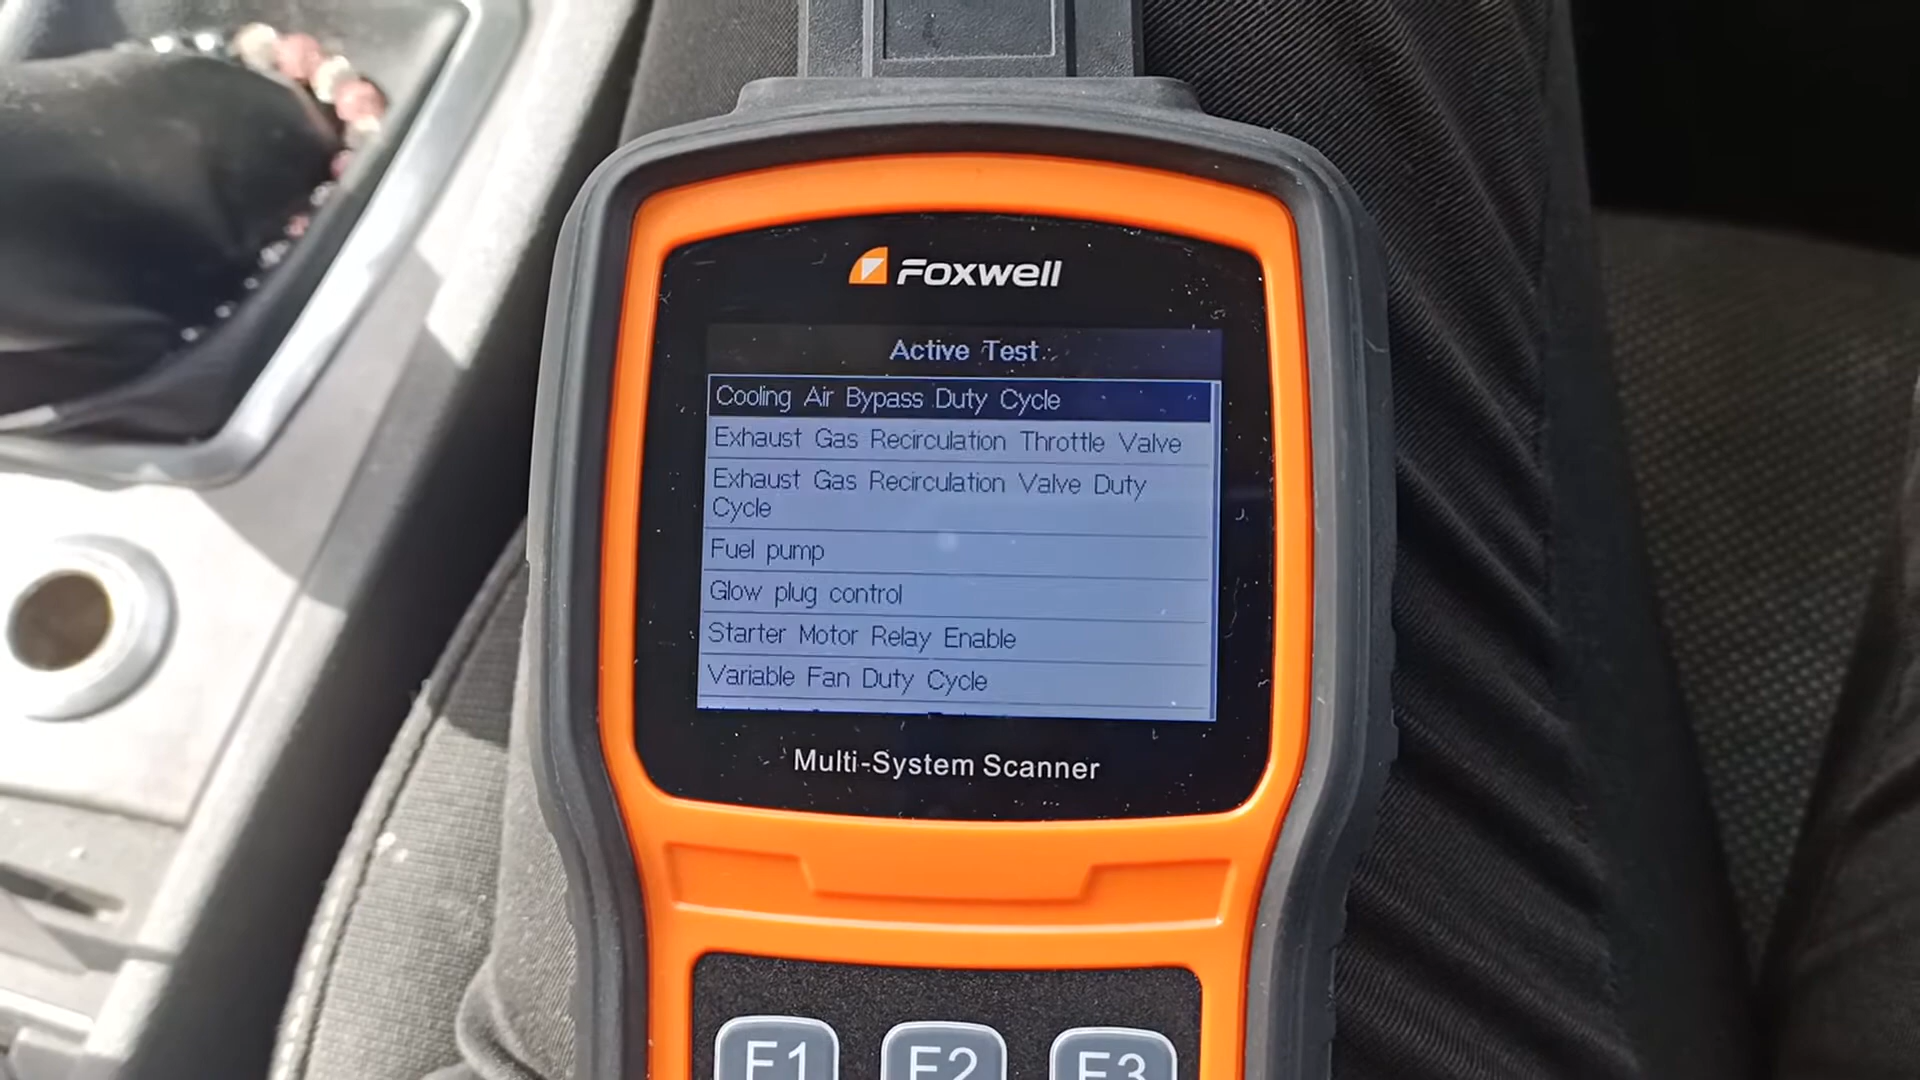 Foxwell
Active Test
Cooling Air Bypass Duty Cycle
Exhaust Gas Recirculation Throttle Valve
Exhaust Gas Recirculation Valve Duty
Cycle
Fuel pump
Glow plug control
Starter Motor Relay Enable
Variable Fan Duty Cycle
Multi-System Scanner
F1 F2 F3